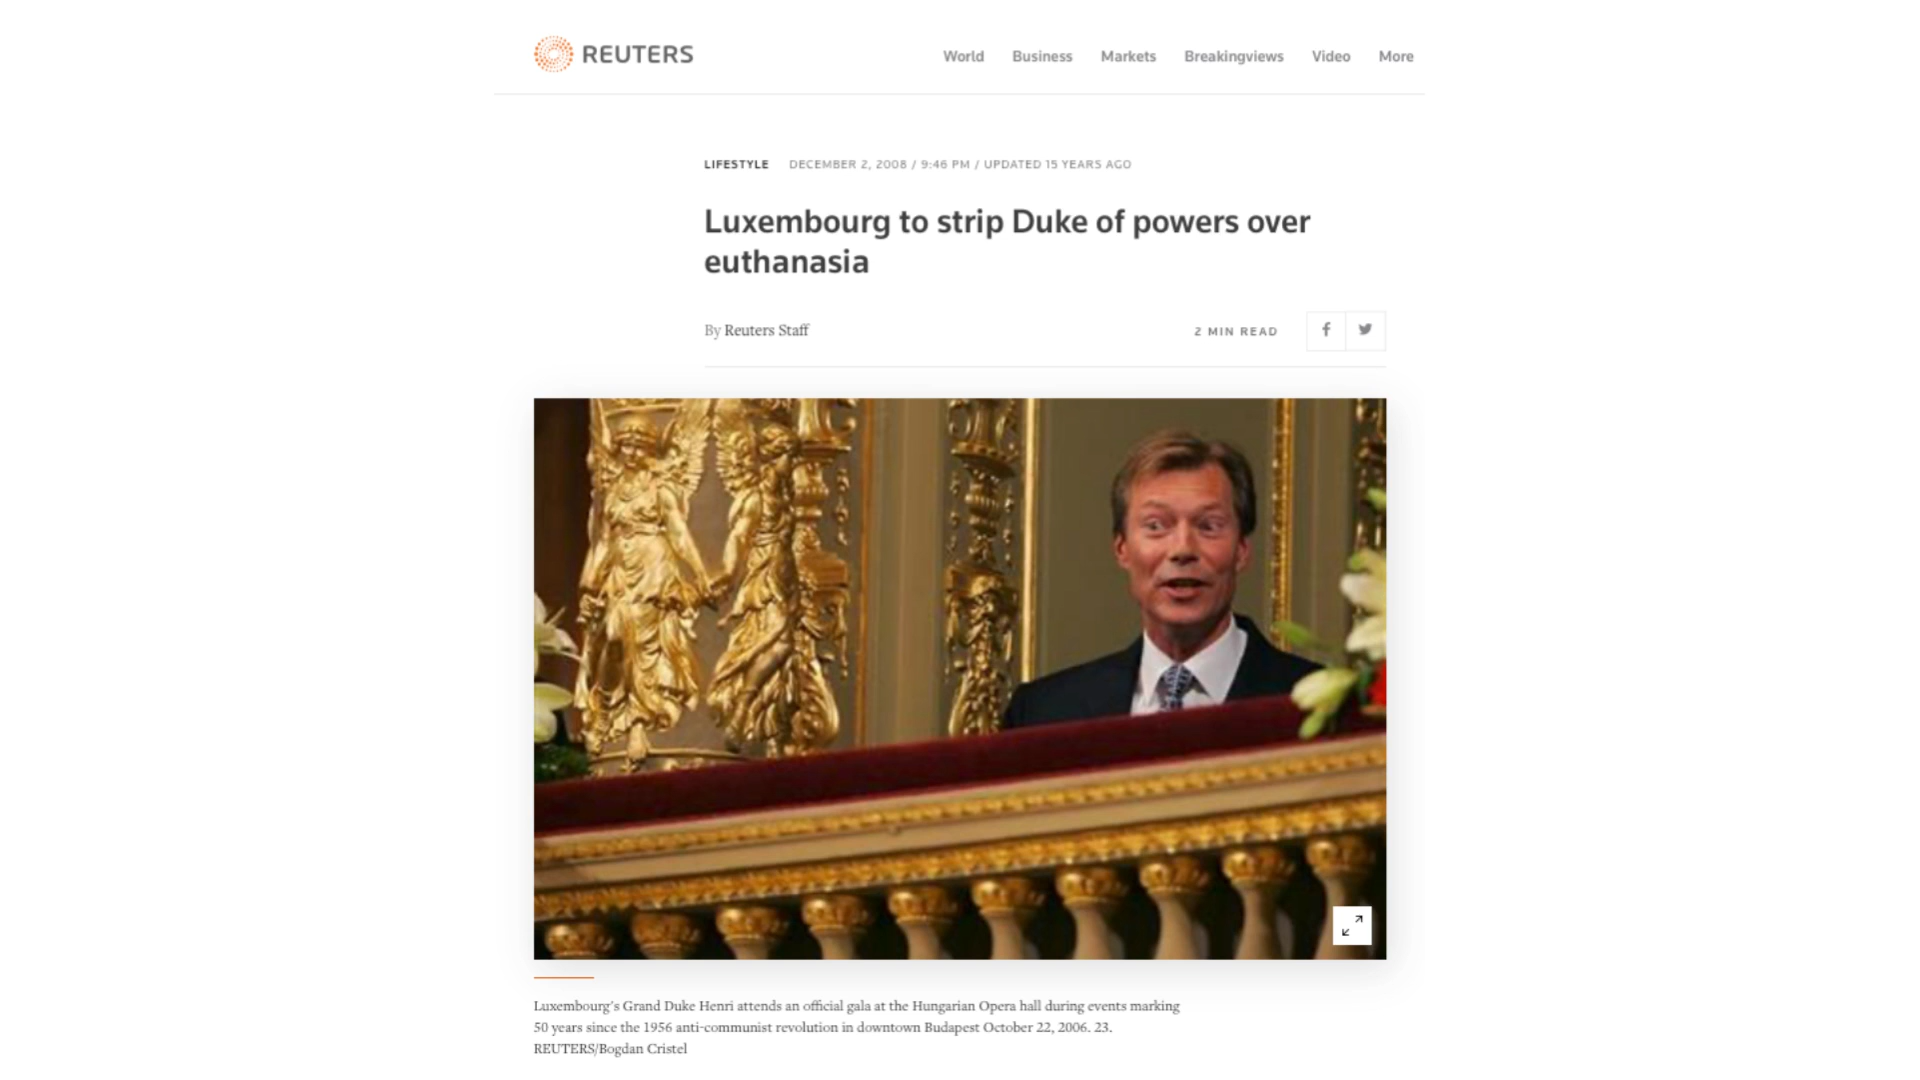 REUTERS
World Business Markets Breakingviews Video More
LIFESTYLE DECEMBER 2, 2008 / 9:46 PM / UPDATED 15 YEARS AGO
Luxembourg to strip Duke of powers over
euthanasia
By Reuters Staff
2 MIN READ
Luxembourg's Grand Duke Henri attends an official gala at the Hungarian Opera hall during events marking
50 years since the 1956 anti-communist revolution in downtown Budapest October 22, 2006. 23.
REUTERS/Bogdan Cristel